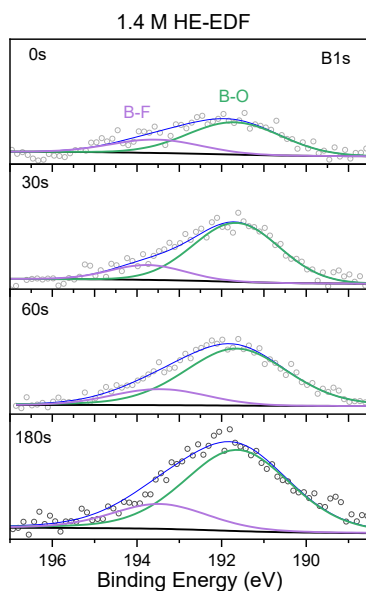 1.4 M HE-EDF
0s
B1s
B-F
B-O
30s
60s
180s
196 194 192 190
Binding Energy (eV)